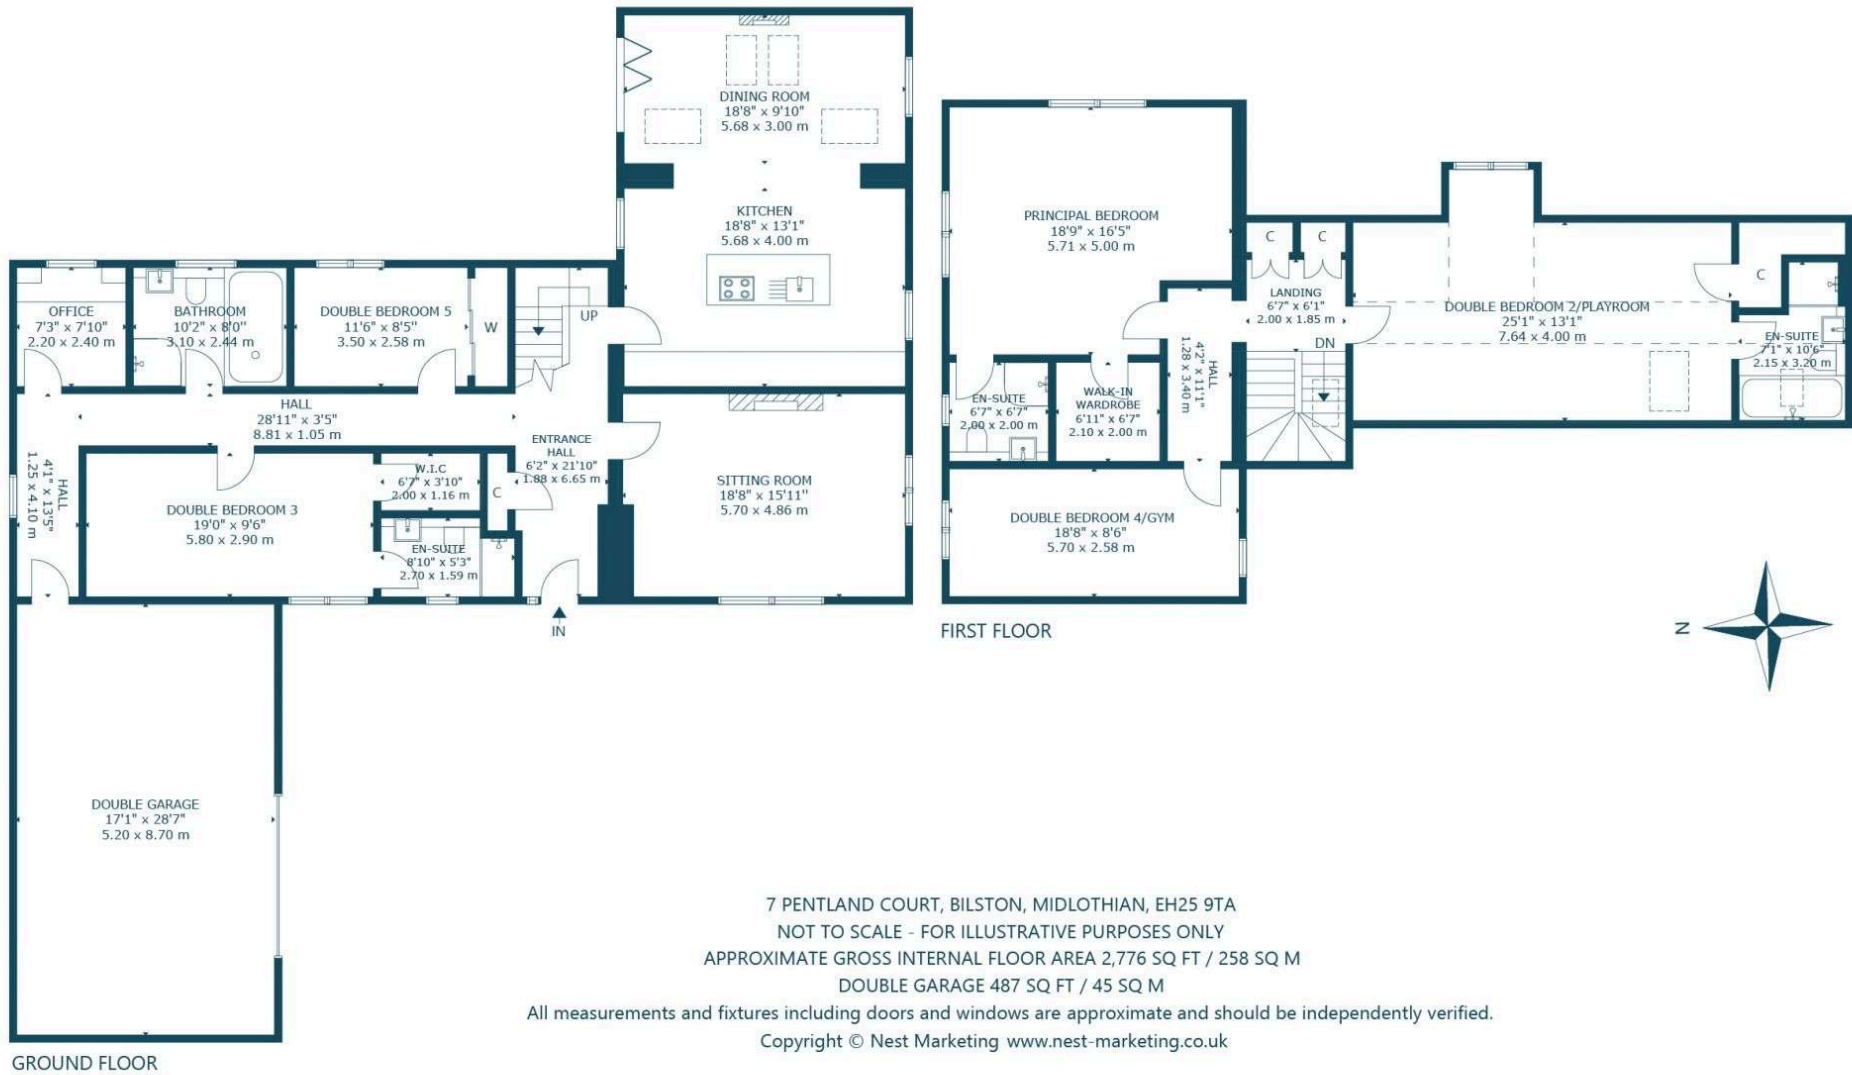 DINING ROOM
18'8" x 9'10"
5.68 x 3.00 m
KITCHEN
18'8" x 13'1"
5.68 x 4.00 m
OFFICE
7'3" x 7'10"
2.20 x 2.40 m
BATHROOM
10'2" x 8'0"
3.10 x 2.44 m
DOUBLE BEDROOM 5
11'6" x 8'5"
3.50 x 2.58 m
W
UP
HALL
28'11" x 3'5"
8.81 x 1.05 m
ENTRANCE
HALL
6'2" x 21'10"
1.88 x 6.65 m
HALL
4'1" x 13'5"
1.25 x 4.10 m
DOUBLE BEDROOM 3
19'0" x 9'6"
5.80 x 2.90 m
W.I.C
6'7" x 3'10"
2.00 x 1.16 m
C
EN-SUITE
8'10" x 5'3"
2.70 x 1.59 m
SITTING ROOM
18'8" x 15'11"
5.70 x 4.86 m
IN
DOUBLE GARAGE
17'1" x 28'7"
5.20 x 8.70 m
GROUND FLOOR
PRINCIPAL BEDROOM
18'9" x 16'5"
5.71 x 5.00 m
C
C
LANDING
6'7" x 6'1"
2.00 x 1.85 m
DN
HALL
4'2" x 11'1"
1.28 x 3.40 m
EN-SUITE
6'7" x 6'7"
2.00 x 2.00 m
WALK-IN
WARDROBE
6'11" x 6'7"
2.10 x 2.00 m
DOUBLE BEDROOM 4/GYM
18'8" x 8'6"
5.70 x 2.58 m
DOUBLE BEDROOM 2/PLAYROOM
25'1" x 13'1"
7.64 x 4.00 m
C
EN-SUITE
7'1" x 10'6"
2.15 x 3.20 m
FIRST FLOOR
N
7 PENTLAND COURT, BILSTON, MIDLOTHIAN, EH25 9TA
NOT TO SCALE - FOR ILLUSTRATIVE PURPOSES ONLY
APPROXIMATE GROSS INTERNAL FLOOR AREA 2,776 SQ FT / 258 SQ M
DOUBLE GARAGE 487 SQ FT / 45 SQ M
All measurements and fixtures including doors and windows are approximate and should be independently verified.
Copyright © Nest Marketing www.nest-marketing.co.uk